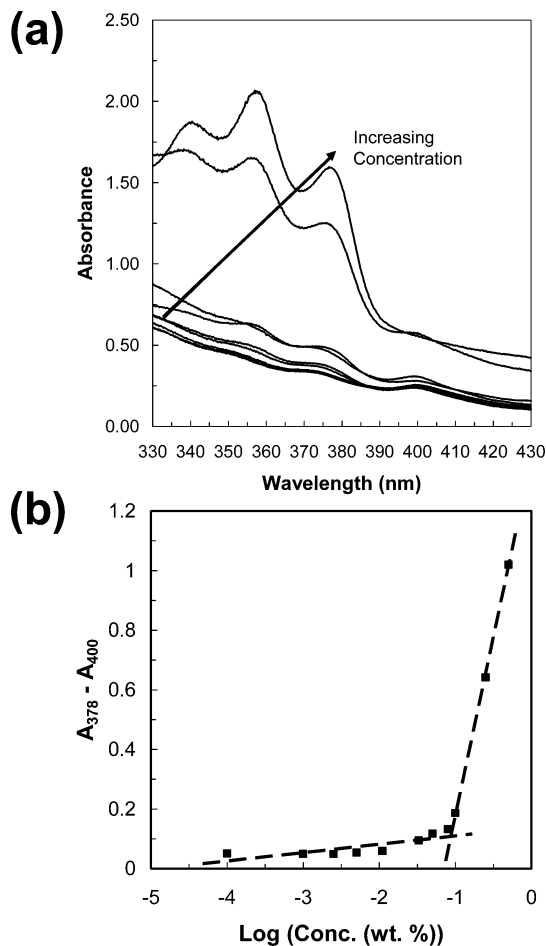 (a)
2.50
2.00
1.50
1.00
0.50
0.00
Absorbance
Increasing
Concentration
330 340 350 360 370 380 390 400 410 420 430
Wavelength (nm)
(b)
1.2
1
0.8
0.6
0.4
0.2
0
A378 - A400
-5 -4 -3 -2 -1 0
Log (Conc. (wt. %))